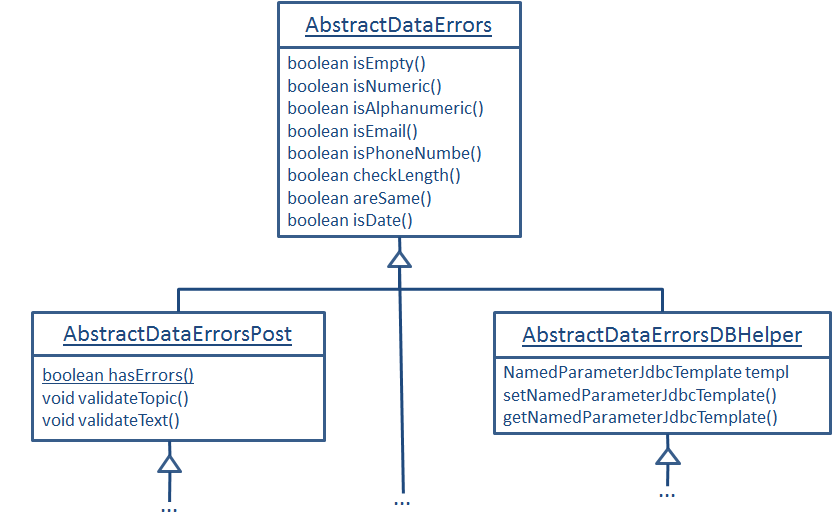 AbstractDataErrors
boolean isEmpty()
boolean isNumeric()
boolean isAlphanumeric()
boolean isEmail()
boolean isPhoneNumbe()
boolean checkLength()
boolean areSame()
boolean isDate()
AbstractDataErrorsPost
boolean hasErrors()
void validateTopic()
void validateText()
...
...
AbstractDataErrorsDBHelper
NamedParameterJdbcTemplate templ
setNamedParameterJdbcTemplate()
getNamedParameterJdbcTemplate()
...